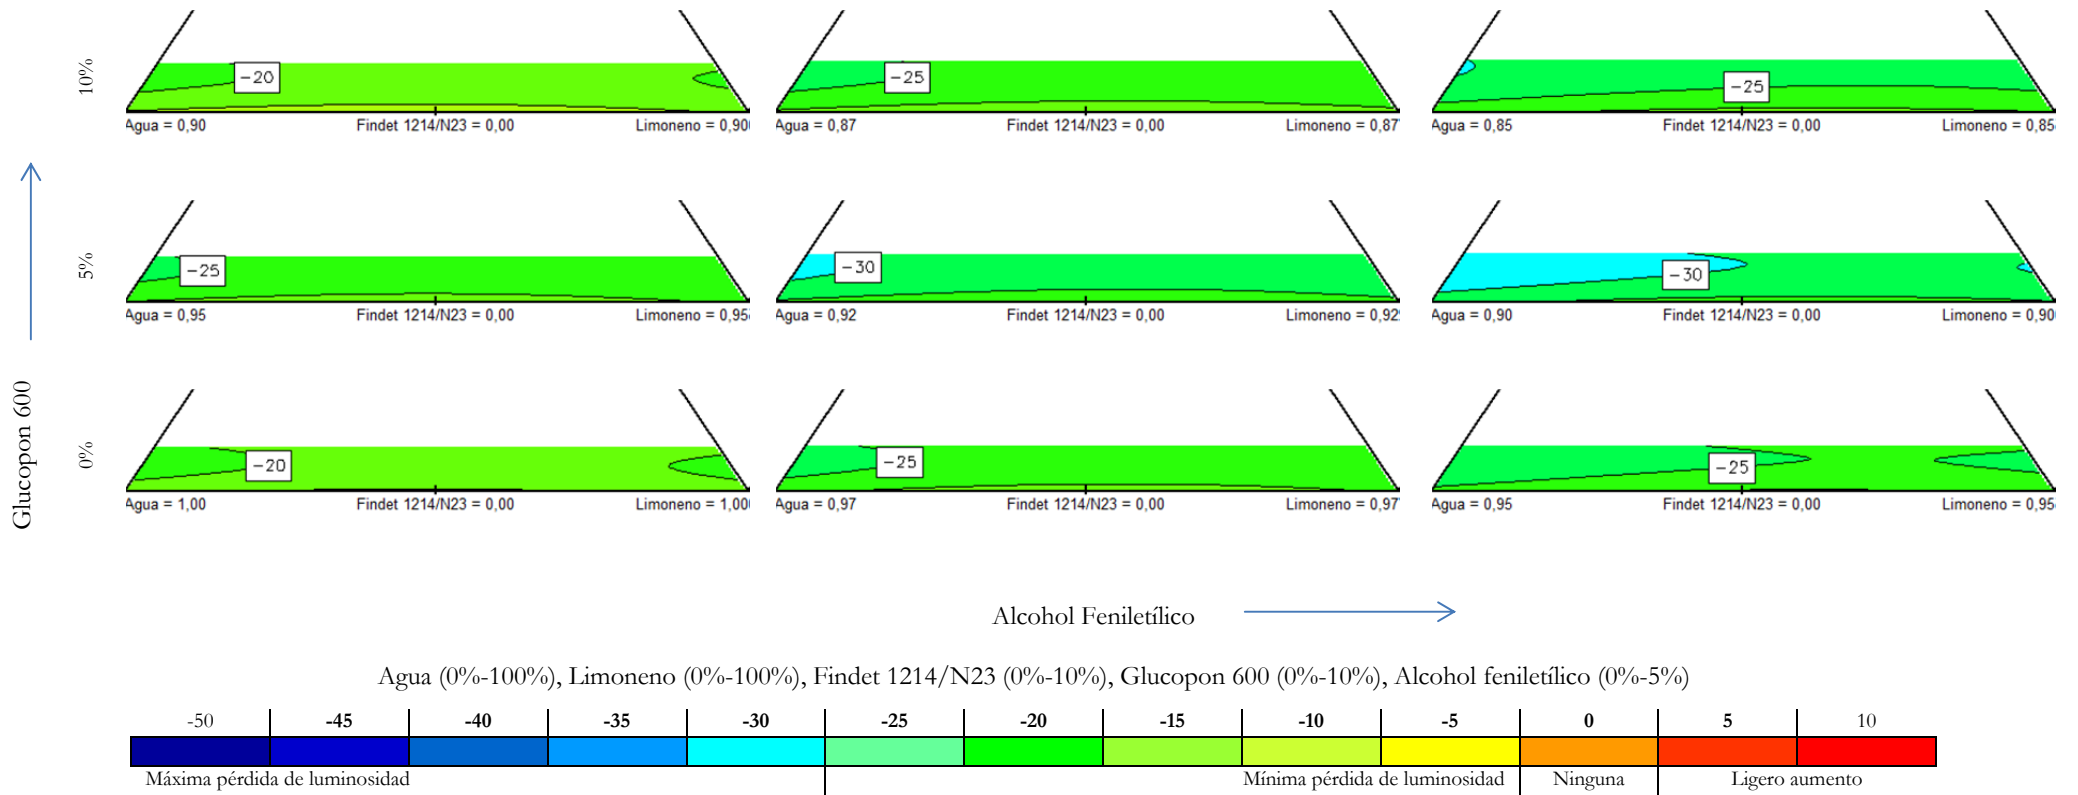 10%
−20
−25
−25
Agua = 0,90 Findet 1214/N23 = 0,00 Limoneno = 0,90
Agua = 0,87 Findet 1214/N23 = 0,00 Limoneno = 0,87
Agua = 0,85 Findet 1214/N23 = 0,00 Limoneno = 0,85
5%
−25
−30
−30
Agua = 0,95 Findet 1214/N23 = 0,00 Limoneno = 0,95
Agua = 0,92 Findet 1214/N23 = 0,00 Limoneno = 0,92
Agua = 0,90 Findet 1214/N23 = 0,00 Limoneno = 0,90
Glucopon 600
0%
−20
−25
−25
Agua = 1,00 Findet 1214/N23 = 0,00 Limoneno = 1,00
Agua = 0,97 Findet 1214/N23 = 0,00 Limoneno = 0,97
Agua = 0,95 Findet 1214/N23 = 0,00 Limoneno = 0,95
Alcohol Feniletílico
Agua (0%-100%), Limoneno (0%-100%), Findet 1214/N23 (0%-10%), Glucopon 600 (0%-10%), Alcohol feniletílico (0%-5%)
-50 -45 -40 -35 -30 -25 -20 -15 -10 -5 0 5 10
Máxima pérdida de luminosidad Mínima pérdida de luminosidad Ninguna Ligero aumento